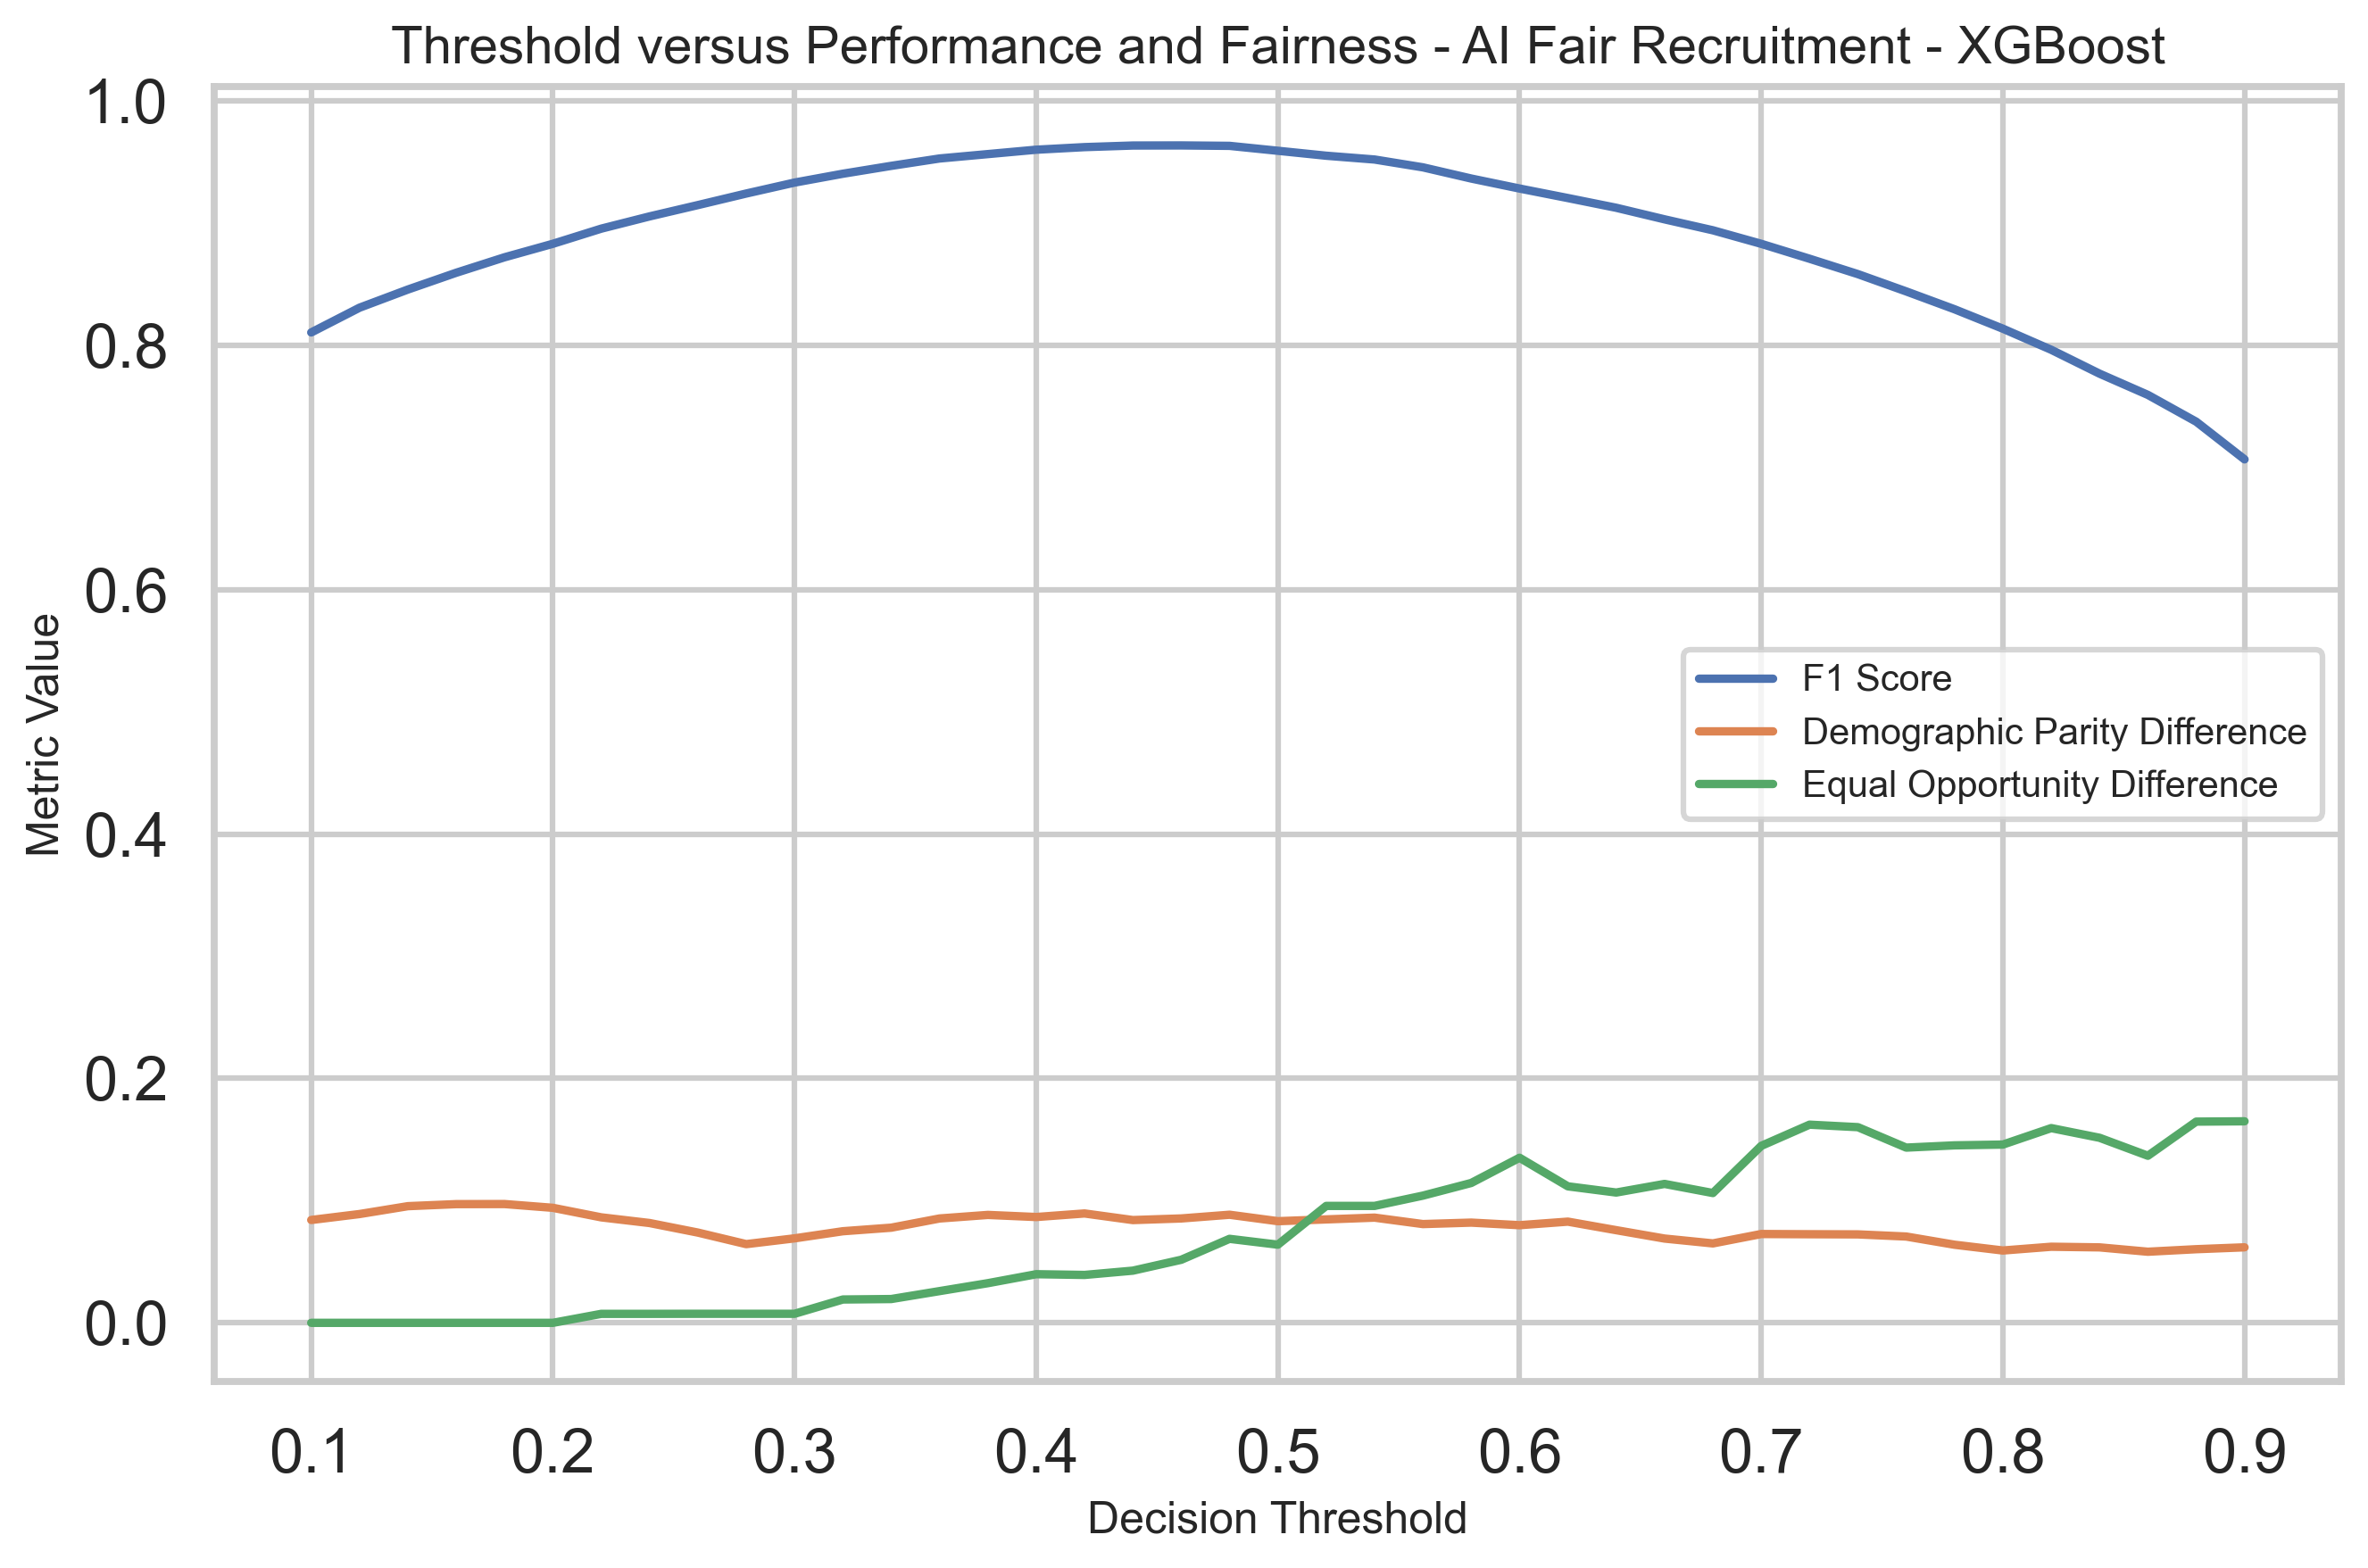 Threshold versus Performance and Fairness - AI Fair Recruitment - XGBoost
1.0
0.8
0.6
0.4
0.2
0.0
Metric Value
F1 Score
Demographic Parity Difference
Equal Opportunity Difference
0.1 0.2 0.3 0.4 0.5 0.6 0.7 0.8 0.9
Decision Threshold